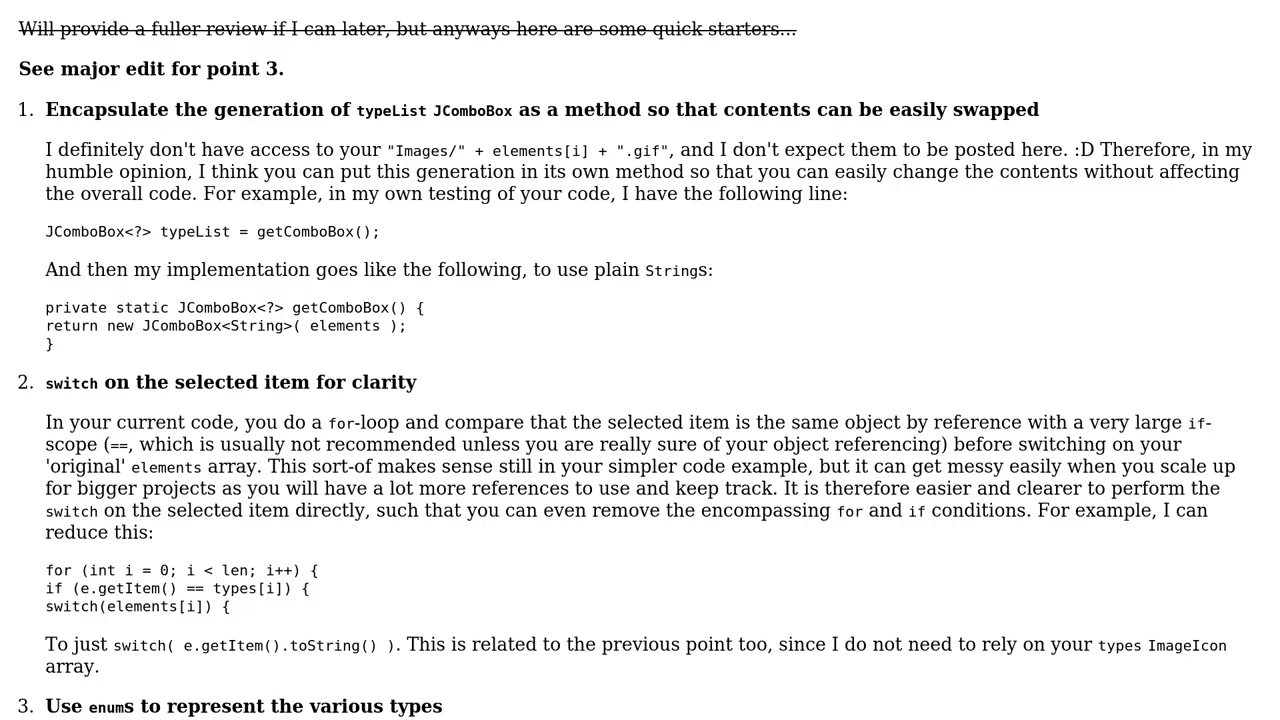 Will provide a fuller review if I can later, but anyways here are some quick starters...
See major edit for point 3.
1. Encapsulate the generation of typeList JComboBox as a method so that contents can be easily swapped
I definitely don't have access to your "Images/" + elements[i] + ".gif", and I don't expect them to be posted here. :D Therefore, in my
humble opinion, I think you can put this generation in its own method so that you can easily change the contents without affecting
the overall code. For example, in my own testing of your code, I have the following line:
JComboBox<?> typeList = getComboBox();
And then my implementation goes like the following, to use plain Strings:
private static JComboBox<?> getComboBox() {
return new JComboBox<String>( elements );
}
2. switch on the selected item for clarity
In your current code, you do a for-loop and compare that the selected item is the same object by reference with a very large if-
scope (==, which is usually not recommended unless you are really sure of your object referencing) before switching on your
'original' elements array. This sort-of makes sense still in your simpler code example, but it can get messy easily when you scale up
for bigger projects as you will have a lot more references to use and keep track. It is therefore easier and clearer to perform the
switch on the selected item directly, such that you can even remove the encompassing for and if conditions. For example, I can
reduce this:
for (int i = 0; i < len; i++) {
if (e.getItem() == types[i]) {
switch(elements[i]) {
To just switch( e.getItem().toString() ). This is related to the previous point too, since I do not need to rely on your types ImageIcon
array.
3. Use enums to represent the various types